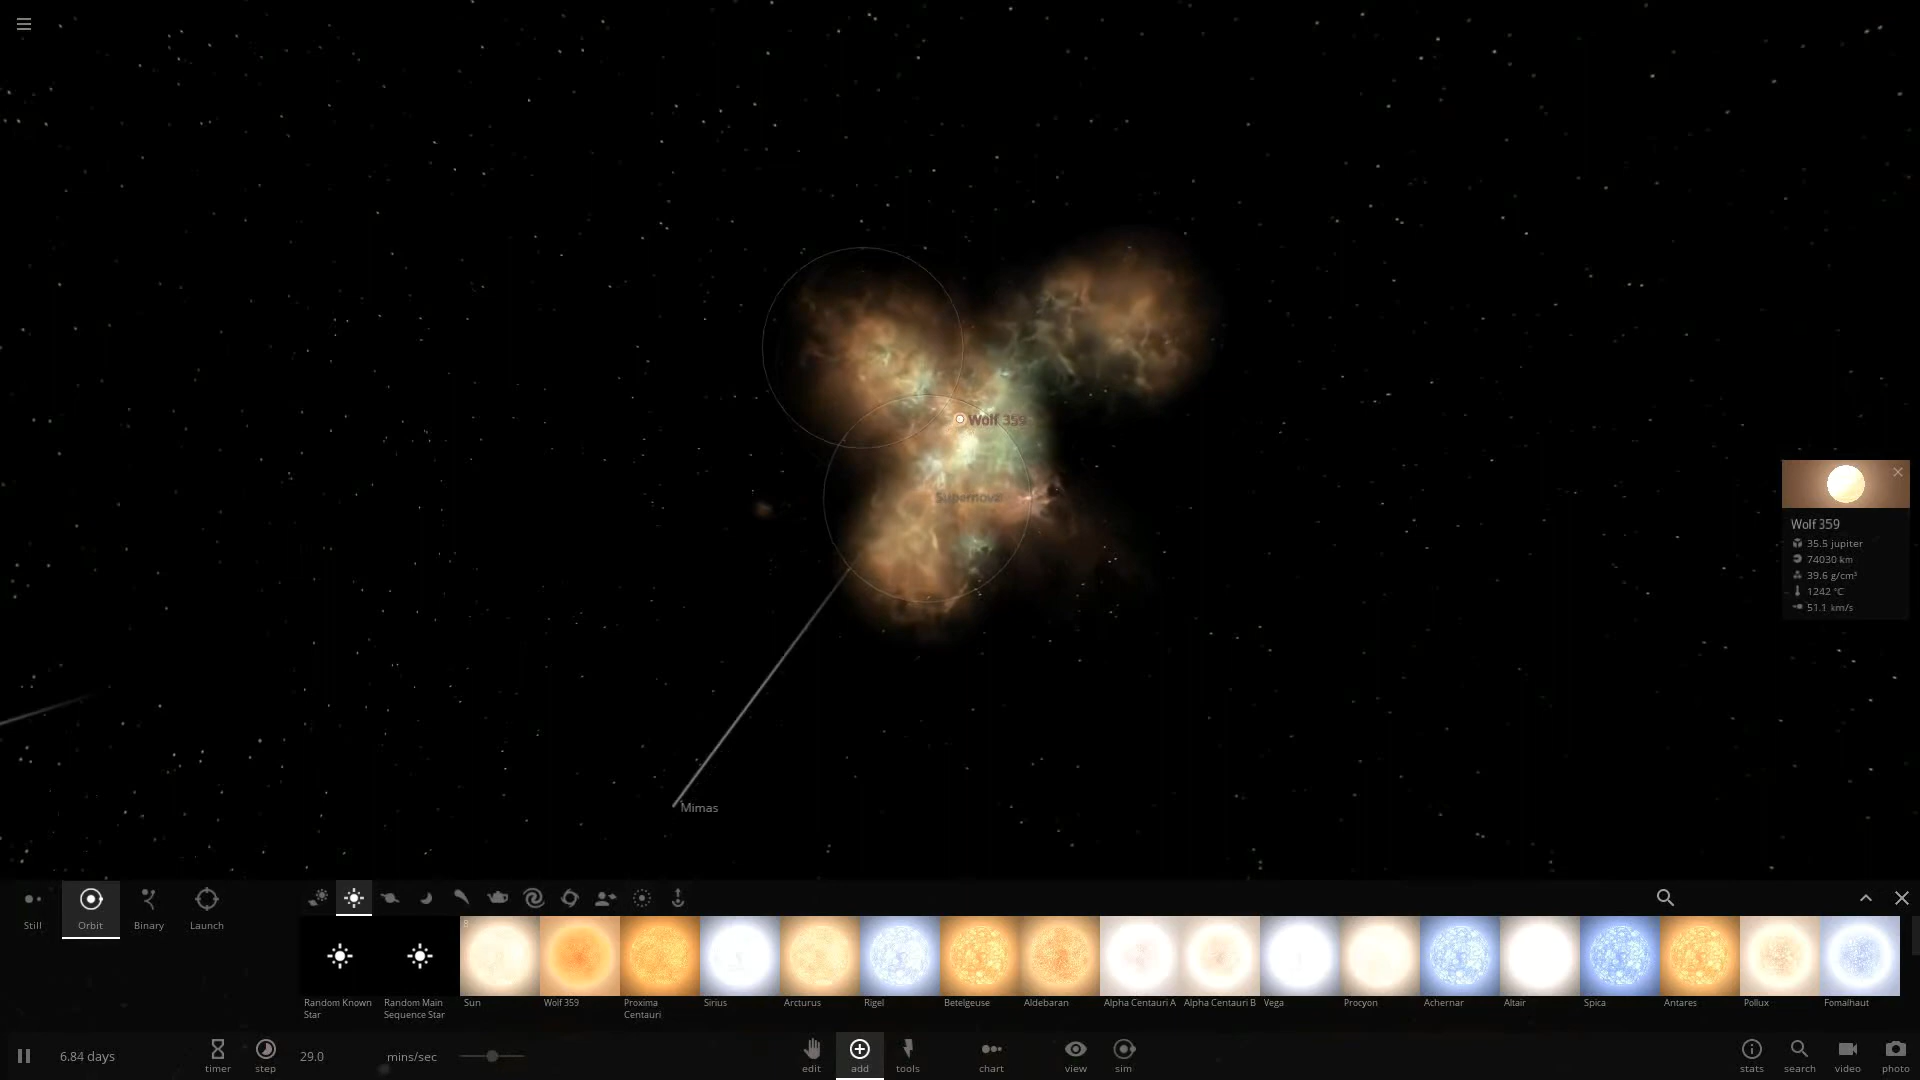 Wolf 359
Supernova
Mimas
Wolf 359
35.5 jupiter
74030 km
39.6 g/cm³
1242 °C
51.1 km/s
Still
Orbit
Binary
Launch
Random Known
Star
Random Main
Sequence Star
Sun
Wolf 359
Proxima
Centauri
Sirius
Arcturus
Rigel
Betelgeuse
Aldebaran
Alpha Centauri A
Alpha Centauri B
Vega
Procyon
Achernar
Altair
Spica
Antares
Pollux
Fomalhaut
6.84 days
timer
step
29.0
mins/sec
edit
add
tools
chart
view
sim
stats
search
video
photo